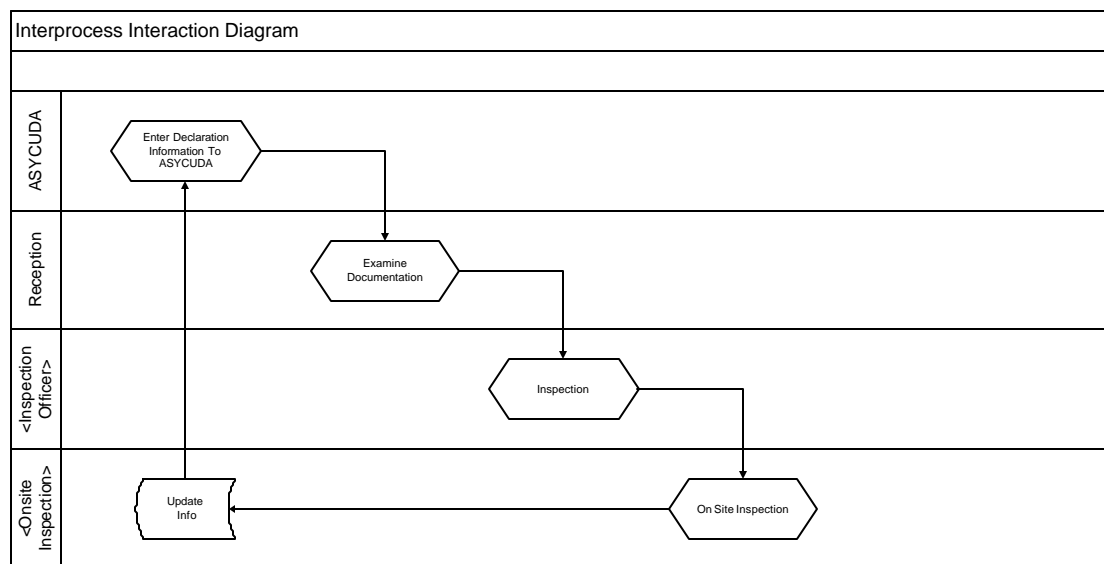 Interprocess Interaction Diagram
ASYCUDA
Enter Declaration
Information To
ASYCUDA
Reception
Examine
Documentation
<Inspection
Officer>
Inspection
<Onsite
Inspection>
Update
Info
On Site Inspection